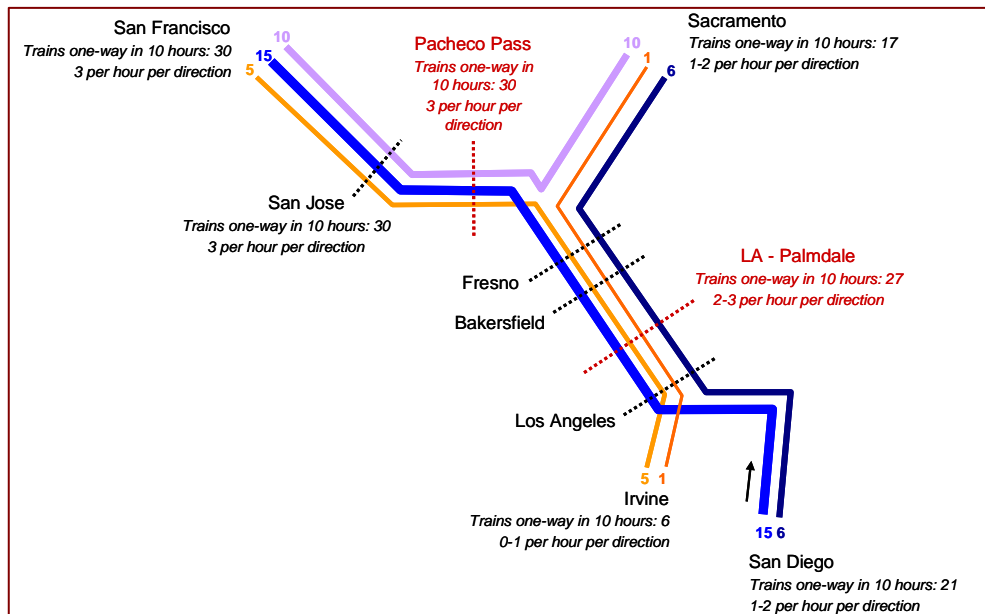 San Francisco
Trains one-way in 10 hours: 30
3 per hour per direction
10
15
5
Pacheco Pass
Trains one-way in
10 hours: 30
3 per hour per
direction
Sacramento
Trains one-way in 10 hours: 17
1-2 per hour per direction
10
1
6
San Jose
Trains one-way in 10 hours: 30
3 per hour per direction
Fresno
Bakersfield
LA - Palmdale
Trains one-way in 10 hours: 27
2-3 per hour per direction
Los Angeles
5 1
Irvine
Trains one-way in 10 hours: 6
0-1 per hour per direction
15 6
San Diego
Trains one-way in 10 hours: 21
1-2 per hour per direction